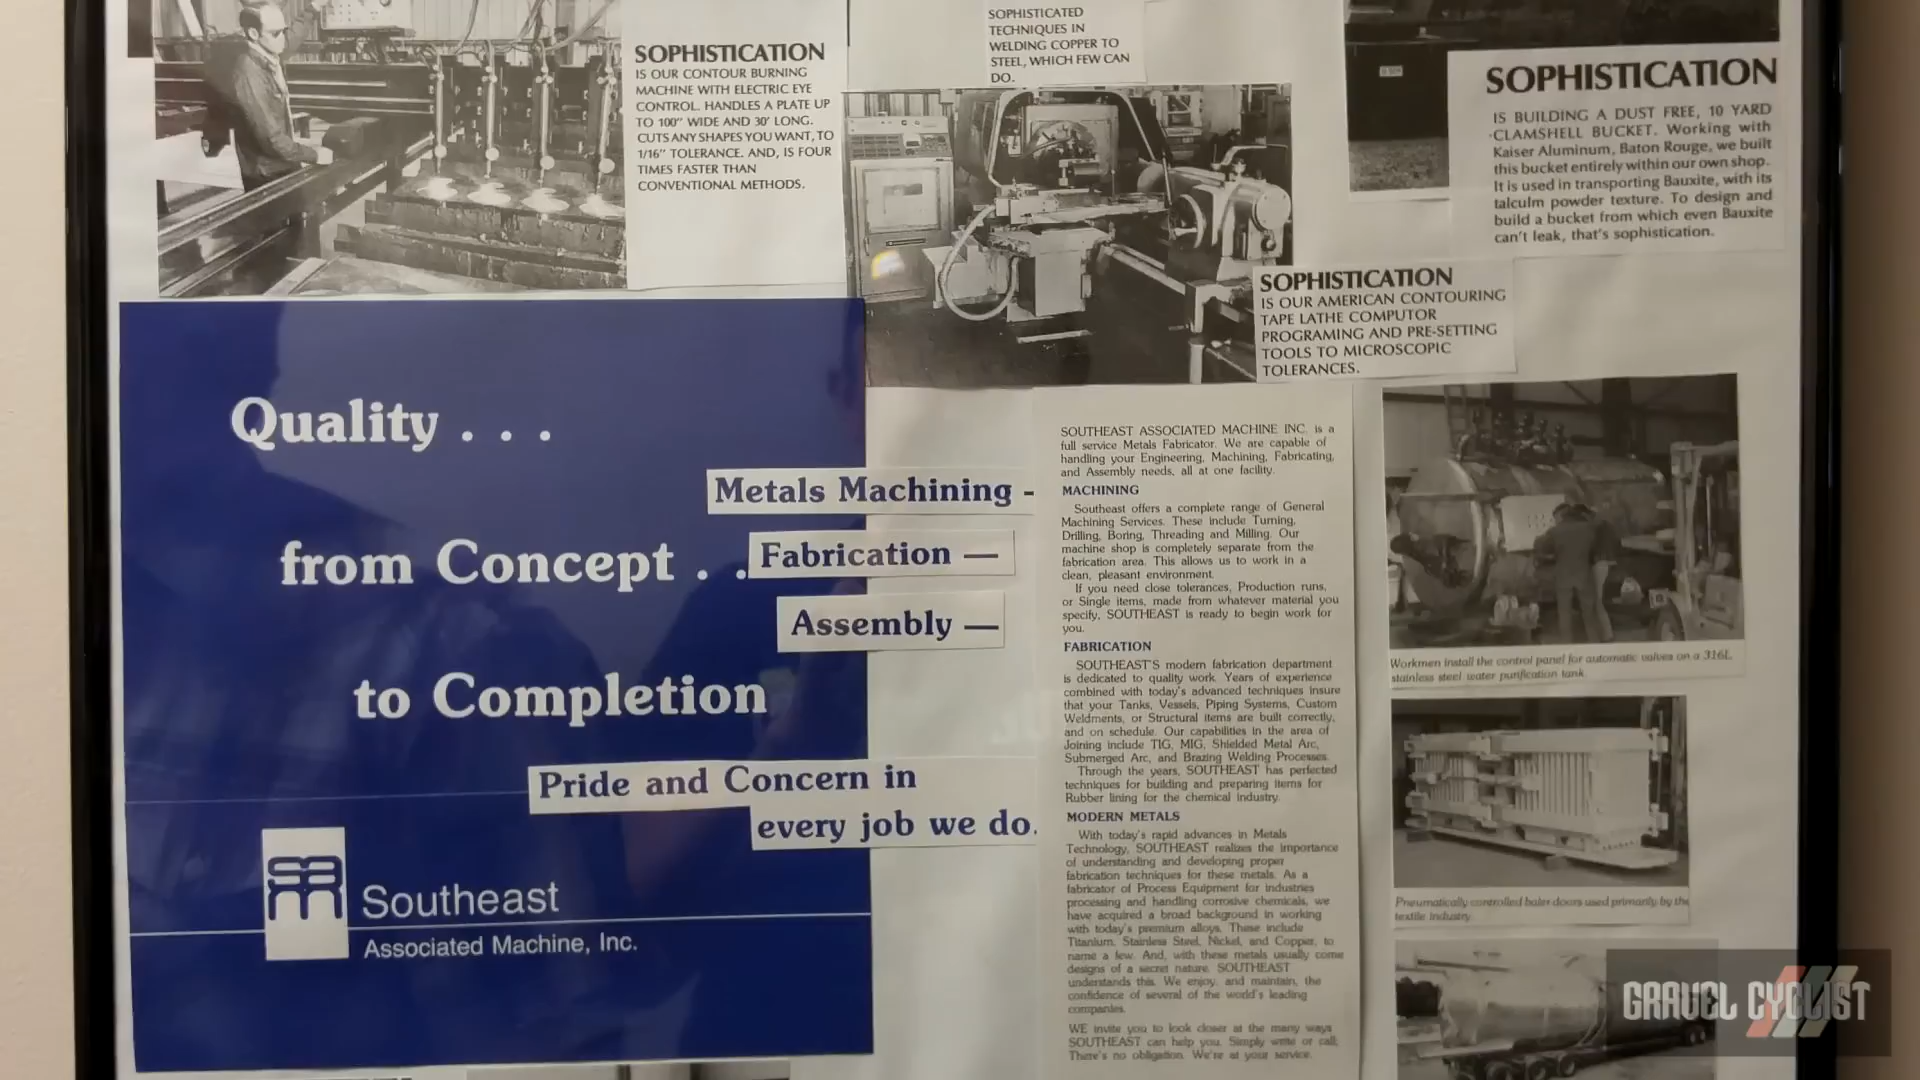 SOPHISTICATION
IS OUR CONTOUR BURNING
MACHINE WITH ELECTRIC EYE
CONTROL. HANDLES A PLATE UP
TO 100" WIDE AND 30' LONG.
CUTS ANY SHAPES YOU WANT, TO
1/16" TOLERANCE. AND, IS FOUR
TIMES FASTER THAN
CONVENTIONAL METHODS.
SOPHISTICATED
TECHNIQUES IN
WELDING COPPER TO
STEEL, WHICH FEW CAN
DO.
SOPHISTICATION
IS BUILDING A DUST FREE, 10 YARD
CLAMSHELL BUCKET. Working with
Kaiser Aluminum, Baton Rouge, we built
this bucket entirely within our own shop.
It is used in transporting Bauxite, with its
talculm powder texture. To design and
build a bucket from which even Bauxite
can't leak, that's sophistication.
SOPHISTICATION
IS OUR AMERICAN CONTOURING
TAPE LATHE COMPUTOR
PROGRAMING AND PRE-SETTING
TOOLS TO MICROSCOPIC
TOLERANCES.
Quality . . .
from Concept . .
to Completion
Metals Machining -
Fabrication —
Assembly —
Pride and Concern in
every job we do.
sam
Southeast
Associated Machine, Inc.
SOUTHEAST ASSOCIATED MACHINE INC. is a
full service Metals Fabricator. We are capable of
handling your Engineering, Machining, Fabricating,
and Assembly needs, all at one facility.
MACHINING
Southeast offers a complete range of General
Machining Services. These include Turning,
Drilling, Boring, Threading and Milling. Our
machine shop is completely separate from the
fabrication area. This allows us to work in a
clean, pleasant environment.
If you need close tolerances, Production runs,
or Single items, made from whatever material you
specify, SOUTHEAST is ready to begin work for
you.
FABRICATION
SOUTHEAST'S modern fabrication department
is dedicated to quality work. Years of experience
combined with today's advanced techniques insure
that your Tanks, Vessels, Piping Systems, Custom
Weldments, or Structural items are built correctly,
and on schedule. Our capabilities in the area of
Joining include TIG, MIG, Shielded Metal Arc,
Submerged Arc, and Brazing Welding Processes.
Through the years, SOUTHEAST has perfected
techniques for building and preparing items for
Rubber lining for the chemical industry.
MODERN METALS
With today's rapid advances in Metals
Technology, SOUTHEAST realizes the importance
of understanding and developing proper
fabrication techniques for these metals. As a
fabricator of Process Equipment for industries
processing and handling corrosive chemicals, we
have acquired a broad background in working
with today's premium alloys. These include
Titanium, Stainless Steel, Nickel, and Copper, to
name a few. And, with these metals usually come
designs of a secret nature. SOUTHEAST
understands this. We enjoy, and maintain, the
confidence of several of the world's leading
companies.
WE invite you to look closer at the many ways
SOUTHEAST can help you. Simply write or call;
There's no obligation. We're at your service.
Workmen install the control panel for automatic valves on a 316L
stainless steel water purification tank.
Pneumatically controlled baler doors used primarily by the
textile industry.
GRAVEL CYCLIST